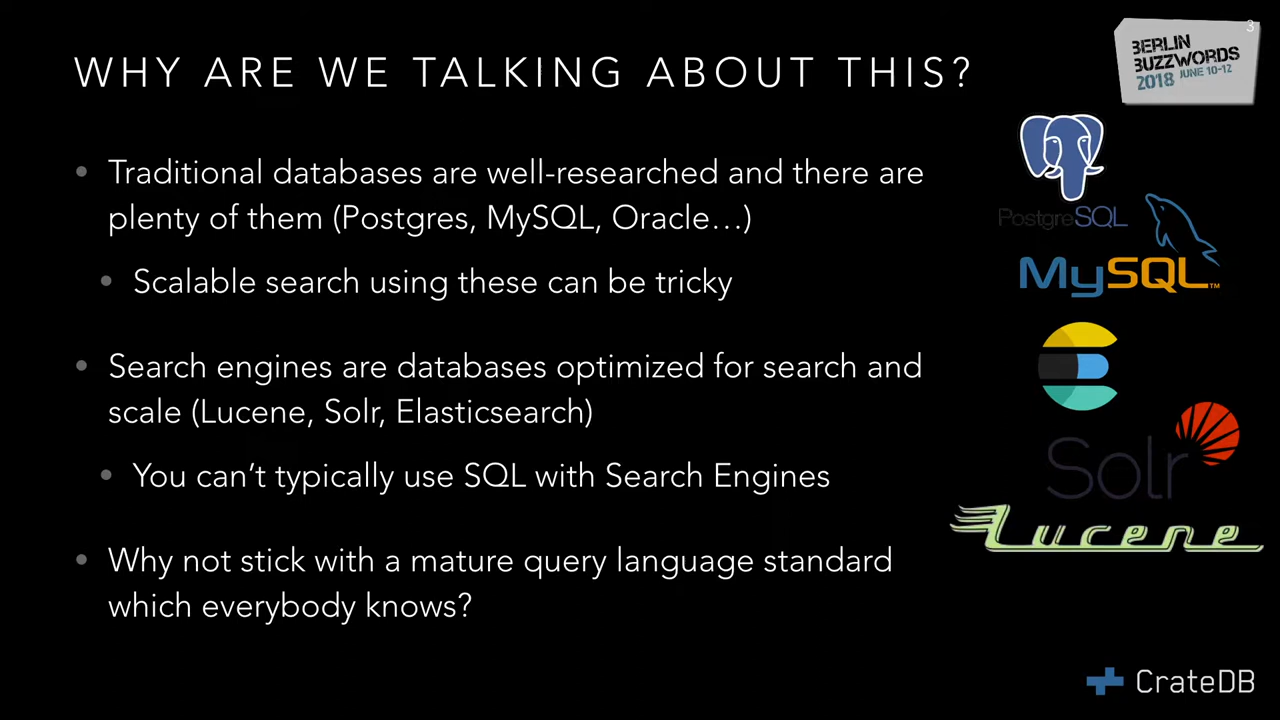 3
WHY ARE WE TALKING ABOUT THIS?
BERLIN
BUZZWORDS
2018 JUNE 10-12
• Traditional databases are well-researched and there are
plenty of them (Postgres, MySQL, Oracle…)
• Scalable search using these can be tricky
• Search engines are databases optimized for search and
scale (Lucene, Solr, Elasticsearch)
• You can’t typically use SQL with Search Engines
• Why not stick with a mature query language standard
which everybody knows?
PostgreSQL
MySQL™
Solr
Lucene
CrateDB